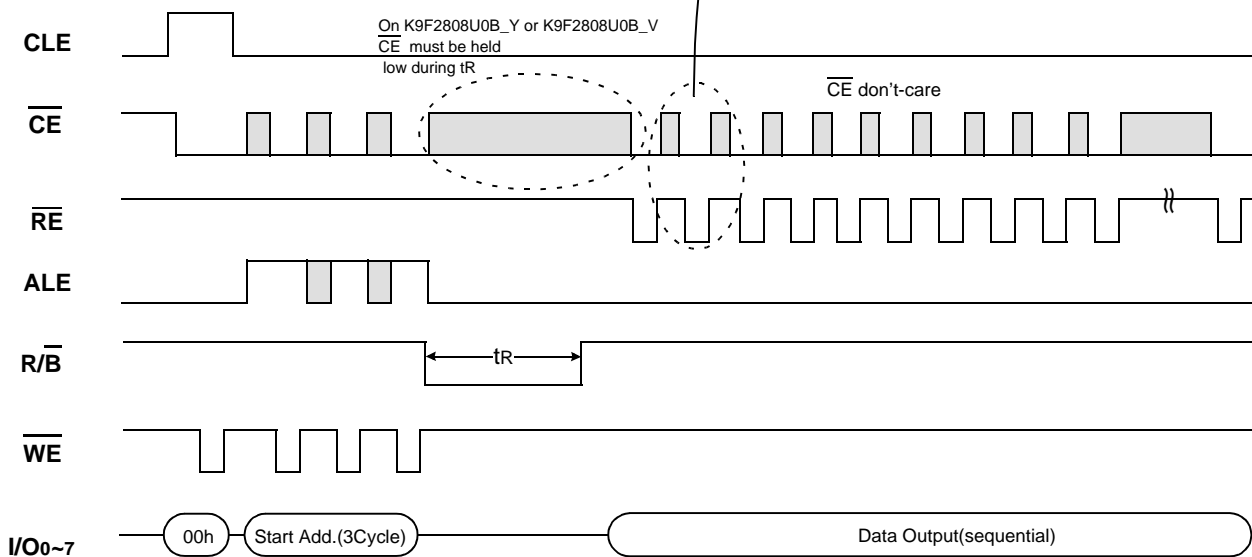 CLE
On K9F2808U0B_Y or K9F2808U0B_V
CE must be held
low during tR
CE don't-care
CE
RE
ALE
R/B
tR
WE
I/O0~7
00h
Start Add.(3Cycle)
Data Output(sequential)